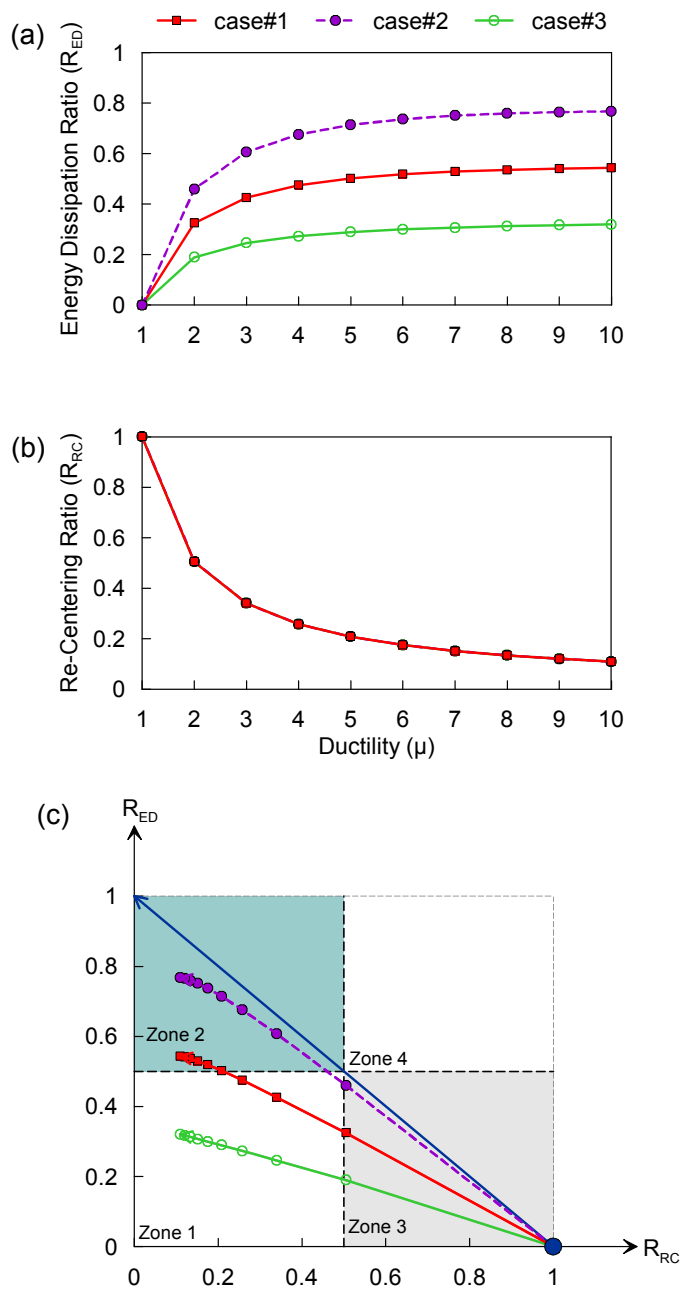 case#1 case#2 case#3
(a)
Energy Dissipation Ratio (R_ED)
1
0.8
0.6
0.4
0.2
0
1 2 3 4 5 6 7 8 9 10
(b)
Re-Centering Ratio (R_RC)
1
0.8
0.6
0.4
0.2
0
1 2 3 4 5 6 7 8 9 10
Ductility (μ)
(c)
R_ED
1
0.8
0.6
0.4
0.2
0
Zone 2
Zone 4
Zone 1
Zone 3
R_RC
0 0.2 0.4 0.6 0.8 1